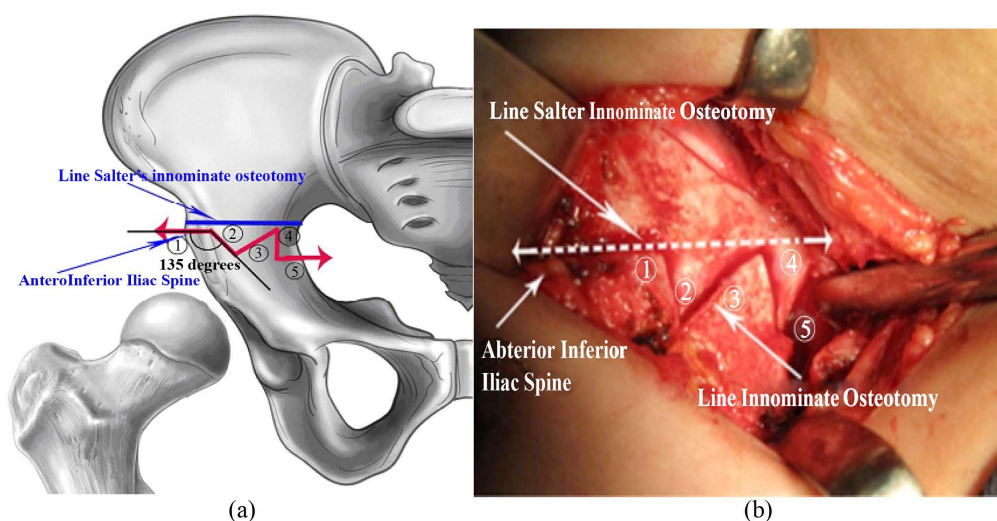 Line Salter's innominate osteotomy
① ② ③ ④ ⑤
135 degrees
AnteroInferior Iliac Spine
(a)
Line Salter Innominate Osteotomy
① ② ③ ④ ⑤
Abterior Inferior
Iliac Spine
Line Innominate Osteotomy
(b)